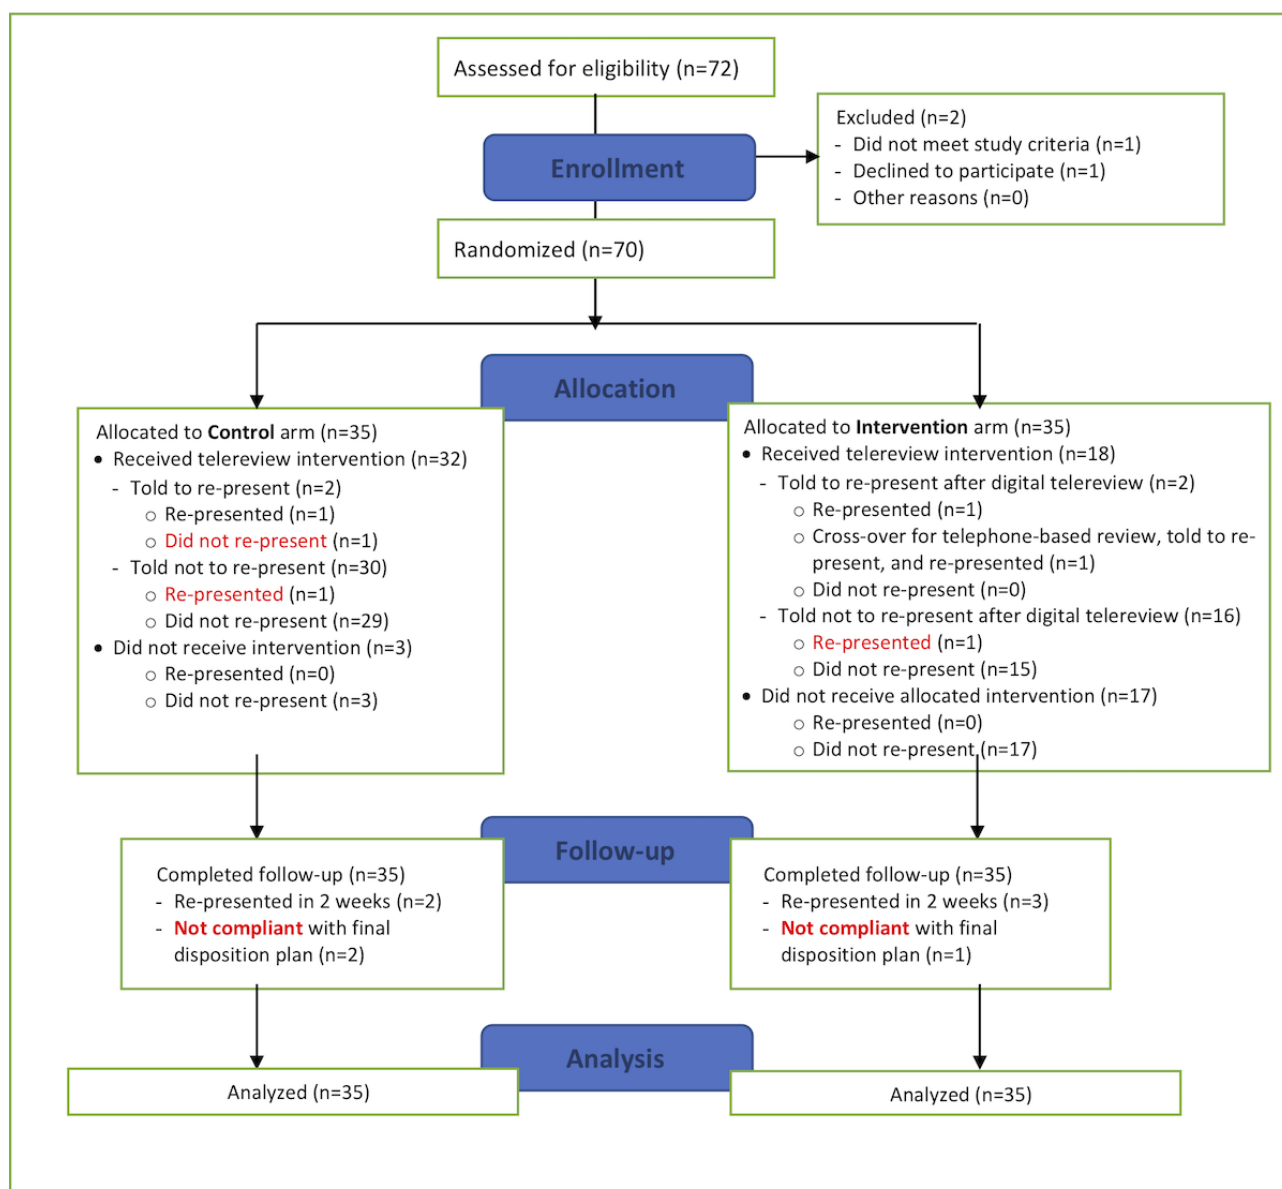 Assessed for eligibility (n=72)
Excluded (n=2)
- Did not meet study criteria (n=1)
- Declined to participate (n=1)
- Other reasons (n=0)
Enrollment
Randomized (n=70)
Allocation
Allocated to Control arm (n=35)
• Received telereview intervention (n=32)
- Told to re-present (n=2)
○ Re-presented (n=1)
○ Did not re-present (n=1)
- Told not to re-present (n=30)
○ Re-presented (n=1)
○ Did not re-present (n=29)
• Did not receive intervention (n=3)
○ Re-presented (n=0)
○ Did not re-present (n=3)
Allocated to Intervention arm (n=35)
• Received telereview intervention (n=18)
- Told to re-present after digital telereview (n=2)
○ Re-presented (n=1)
○ Cross-over for telephone-based review, told to re-
present, and re-presented (n=1)
○ Did not re-present (n=0)
- Told not to re-present after digital telereview (n=16)
○ Re-presented (n=1)
○ Did not re-present (n=15)
• Did not receive allocated intervention (n=17)
○ Re-presented (n=0)
○ Did not re-present (n=17)
Follow-up
Completed follow-up (n=35)
- Re-presented in 2 weeks (n=2)
- Not compliant with final
disposition plan (n=2)
Completed follow-up (n=35)
- Re-presented in 2 weeks (n=3)
- Not compliant with final
disposition plan (n=1)
Analysis
Analyzed (n=35)
Analyzed (n=35)